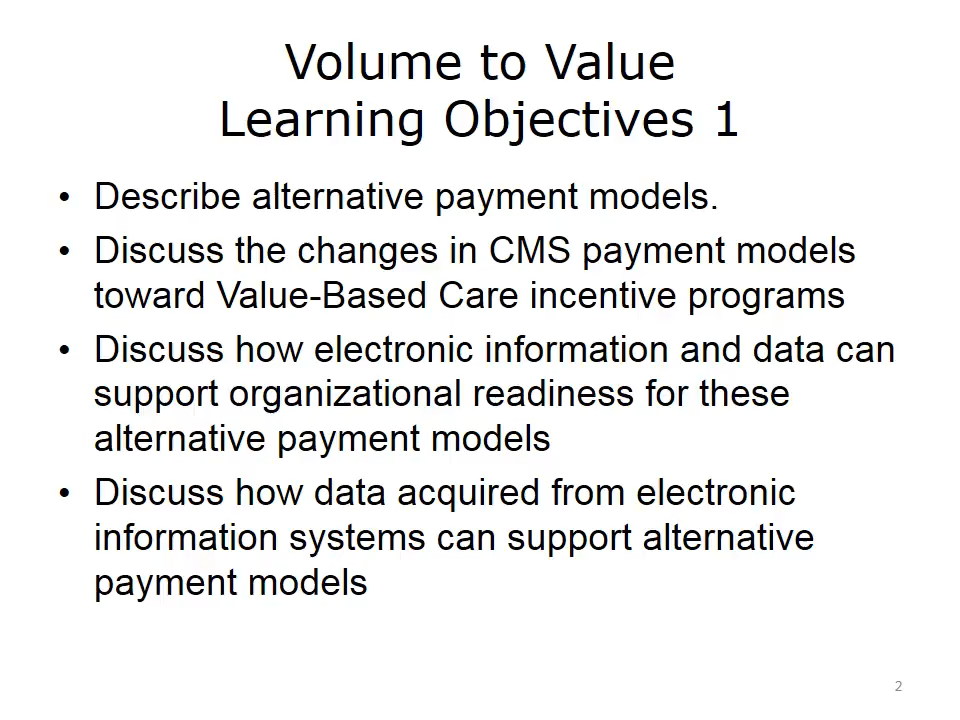 Volume to Value
Learning Objectives 1
• Describe alternative payment models.
• Discuss the changes in CMS payment models
toward Value-Based Care incentive programs
• Discuss how electronic information and data can
support organizational readiness for these
alternative payment models
• Discuss how data acquired from electronic
information systems can support alternative
payment models
2